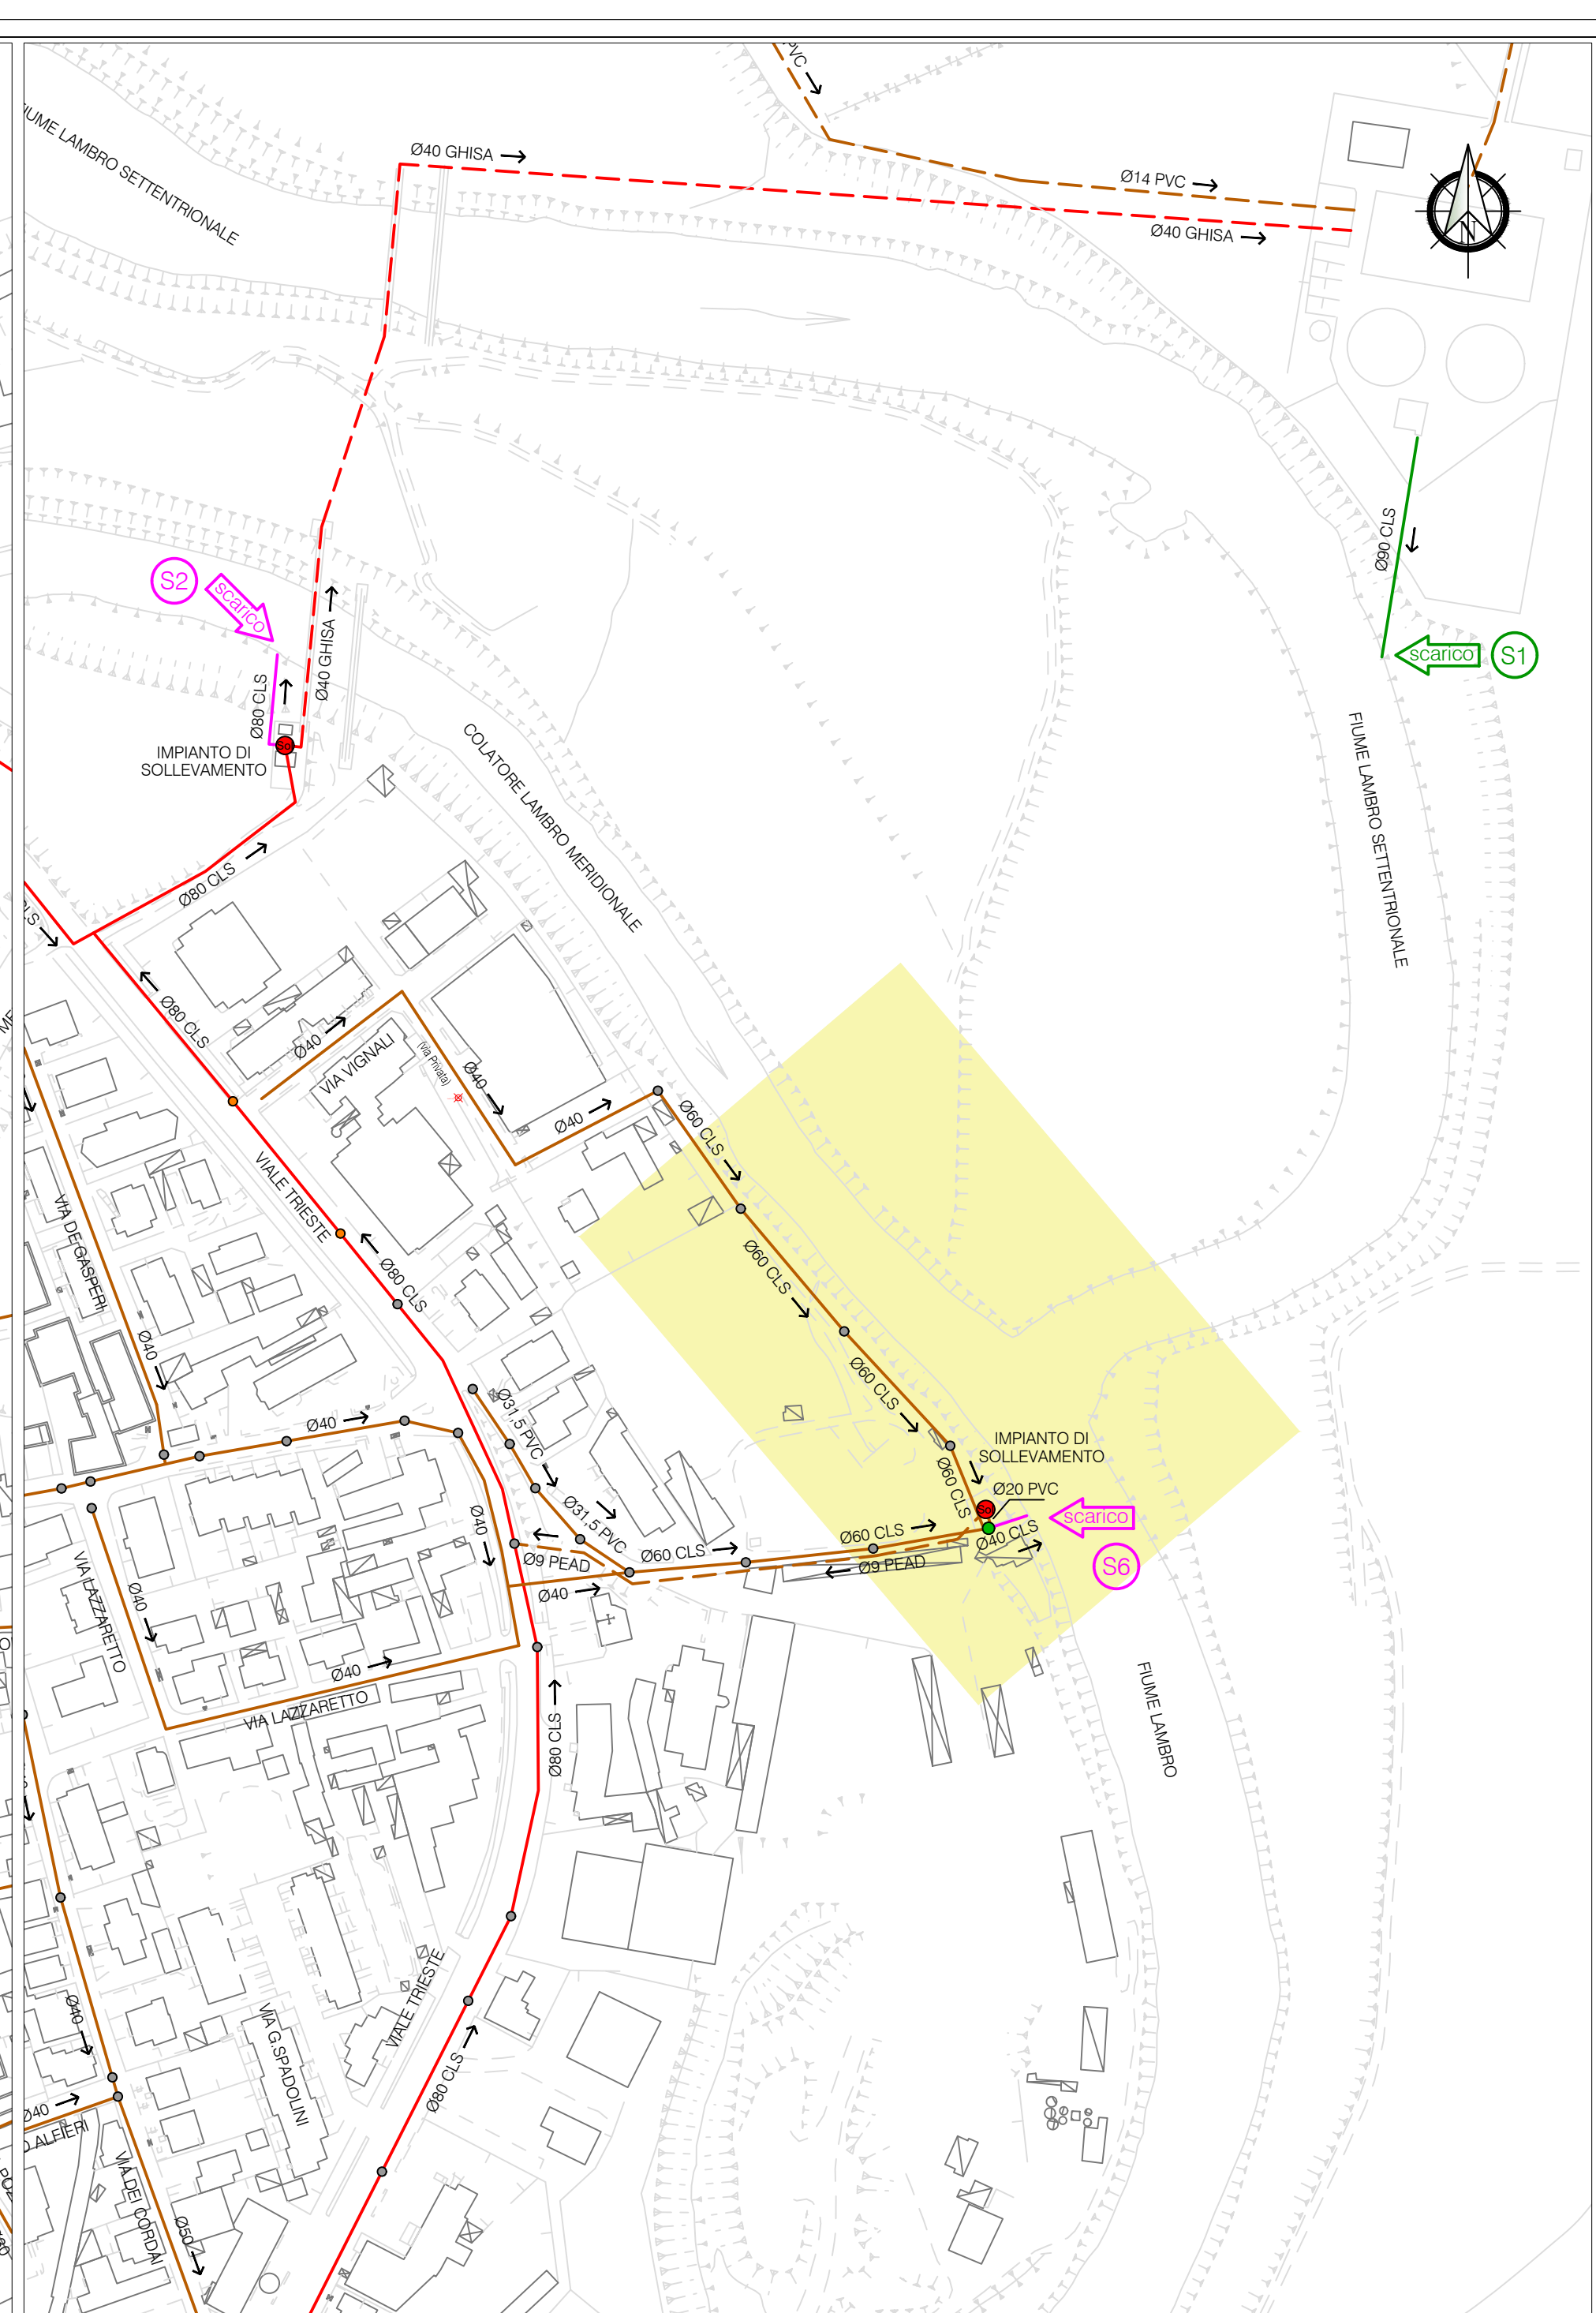 PVC
FIUME LAMBRO SETTENTRIONALE
Ø40 GHISA
Ø14 PVC
Ø40 GHISA
N
Ø90 CLS
S2
scarico
Ø40 GHISA
scarico
S1
Ø80 CLS
So
IMPIANTO DI
SOLLEVAMENTO
COLATORE LAMBRO MERIDIONALE
FIUME LAMBRO SETTENTRIONALE
Ø80 CLS
CLS
Ø80 CLS
Ø40
VIA VIGNALI
(via Privata)
Ø40
Ø40
Ø60 CLS
VIALE TRIESTE
VIA DE GASPERI
Ø80 CLS
Ø60 CLS
Ø40
Ø60 CLS
Ø31,5 PVC
Ø40
IMPIANTO DI
SOLLEVAMENTO
Ø60 CLS
Ø20 PVC
So
scarico
Ø40
Ø31,5 PVC
Ø60 CLS
Ø40 CLS
Ø60 CLS
Ø9 PEAD
Ø9 PEAD
S6
VIA LAZZARETTO
Ø40
Ø40
Ø40
VIA LAZZARETTO
Ø80 CLS
FIUME LAMBRO
VIALE TRIESTE
Ø40
VIA G.SPADOLINI
Ø80 CLS
Ø40
ALFIERI
VIA DEI CORDAI
Ø50